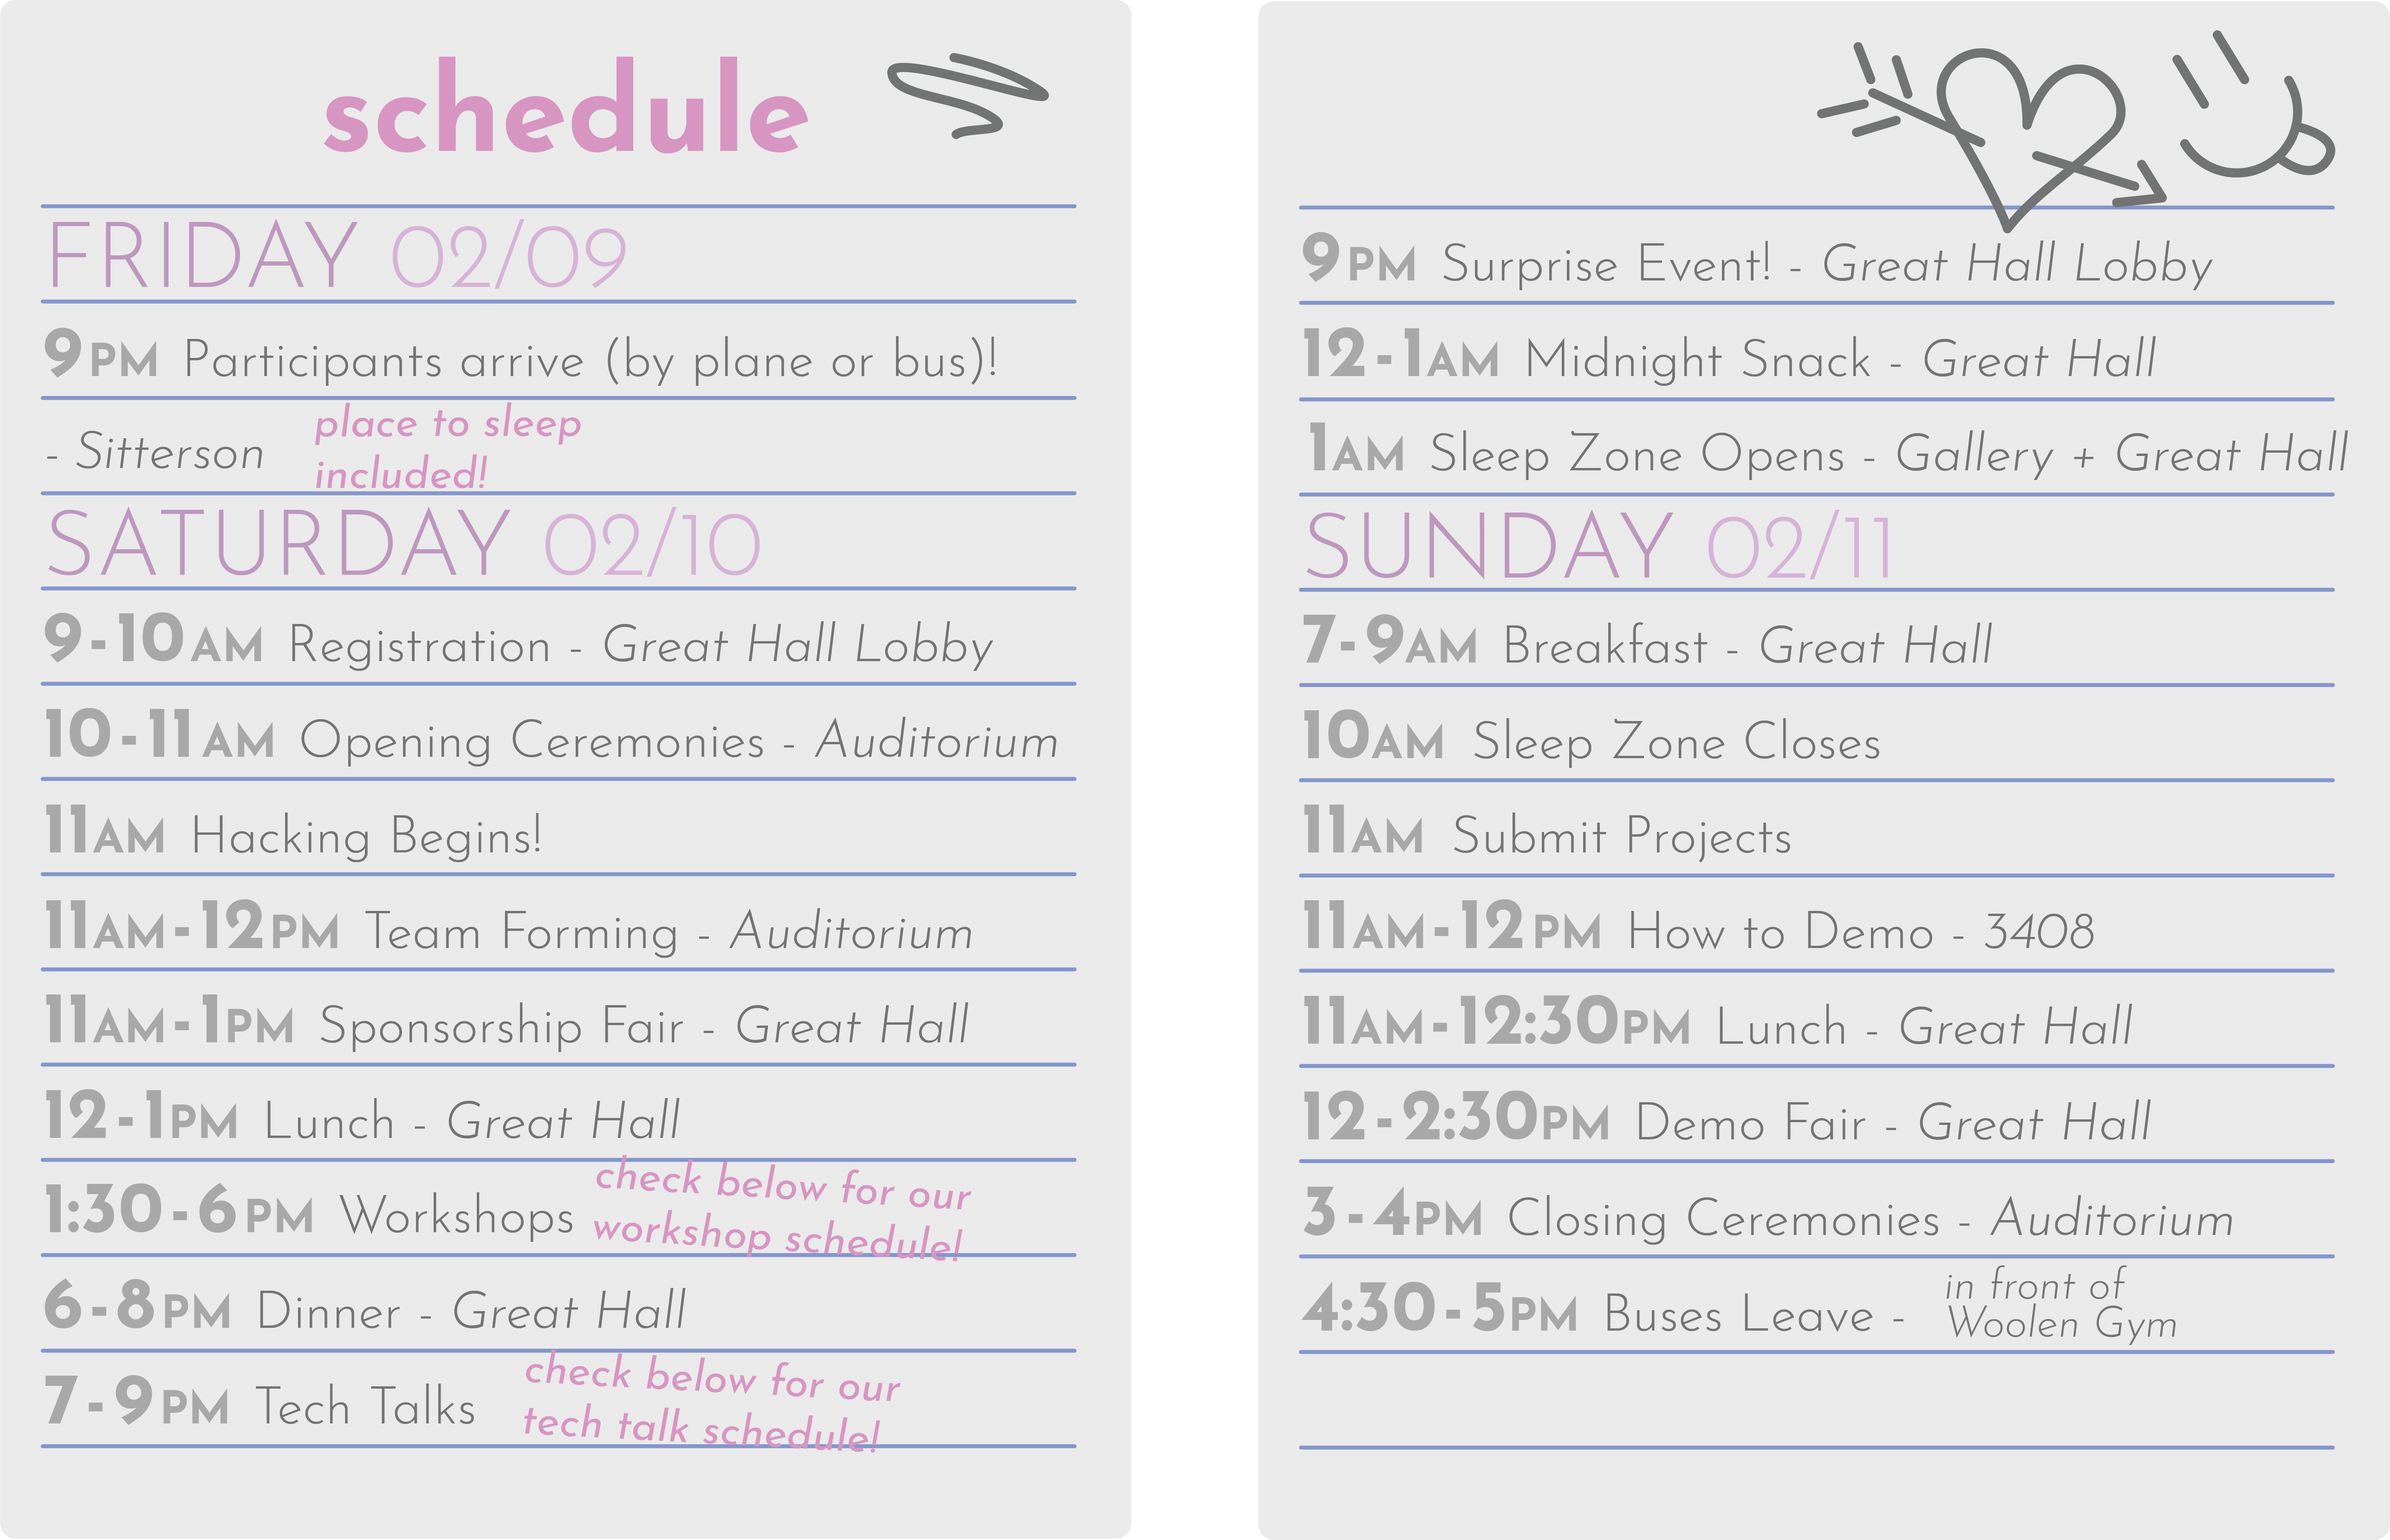 schedule
FRIDAY 02/09
9PM Participants arrive (by plane or bus)!
- Sitterson
place to sleep
included!
SATURDAY 02/10
9-10AM Registration - Great Hall Lobby
10-11AM Opening Ceremonies - Auditorium
11AM Hacking Begins!
11AM-12PM Team Forming - Auditorium
11AM-1PM Sponsorship Fair - Great Hall
12-1PM Lunch - Great Hall
1:30-6PM Workshops
check below for our
workshop schedule!
6-8PM Dinner - Great Hall
7-9PM Tech Talks
check below for our
tech talk schedule!
9PM Surprise Event! - Great Hall Lobby
12-1AM Midnight Snack - Great Hall
1AM Sleep Zone Opens - Gallery + Great Hall
SUNDAY 02/11
7-9AM Breakfast - Great Hall
10AM Sleep Zone Closes
11AM Submit Projects
11AM-12PM How to Demo - 3408
11AM-12:30PM Lunch - Great Hall
12-2:30PM Demo Fair - Great Hall
3-4PM Closing Ceremonies - Auditorium
4:30-5PM Buses Leave -
in front of
Woolen Gym